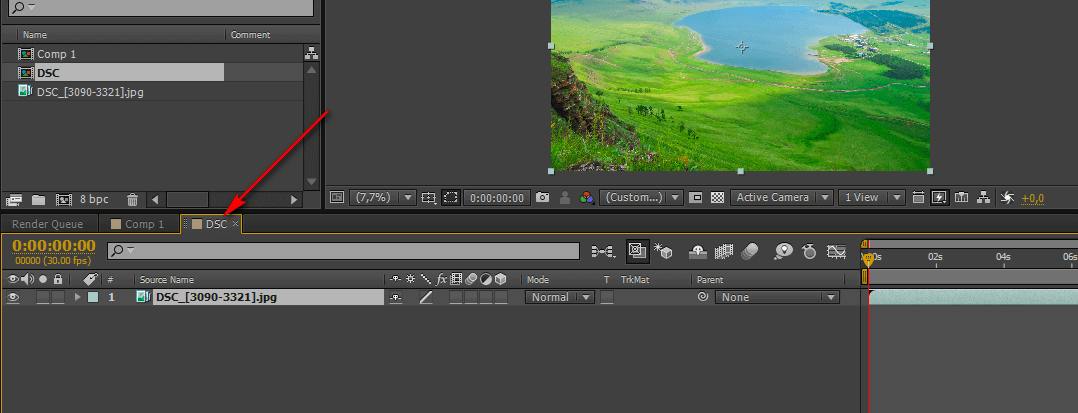 Name Comment
Comp 1
DSC
DSC_[3090-3321].jpg
8 bpc
(7,7%) 0:00:00:00 (Custom... Active Camera 1 View +0,0
Render Queue Comp 1 DSC ×
0:00:00:00
00000 (30.00 fps)
# Source Name fx Mode T TrkMat Parent
1 DSC_[3090-3321].jpg Normal None
02s 04s 06s